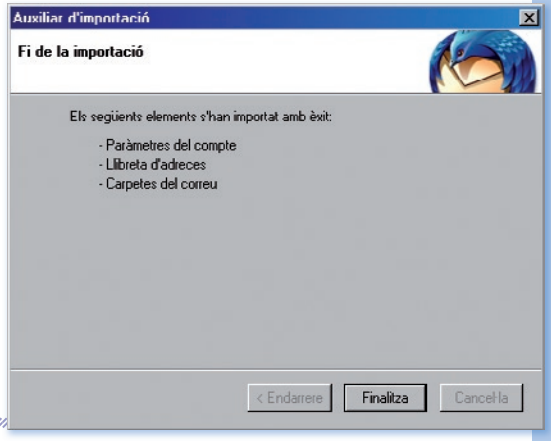 Auxiliar d'importació
Fi de la importació
Els següents elements s'han importat amb èxit:
- Paràmetres del compte
- Llibreta d'adreces
- Carpetes del correu
< Endarrere
Finalitza
Cancel·la